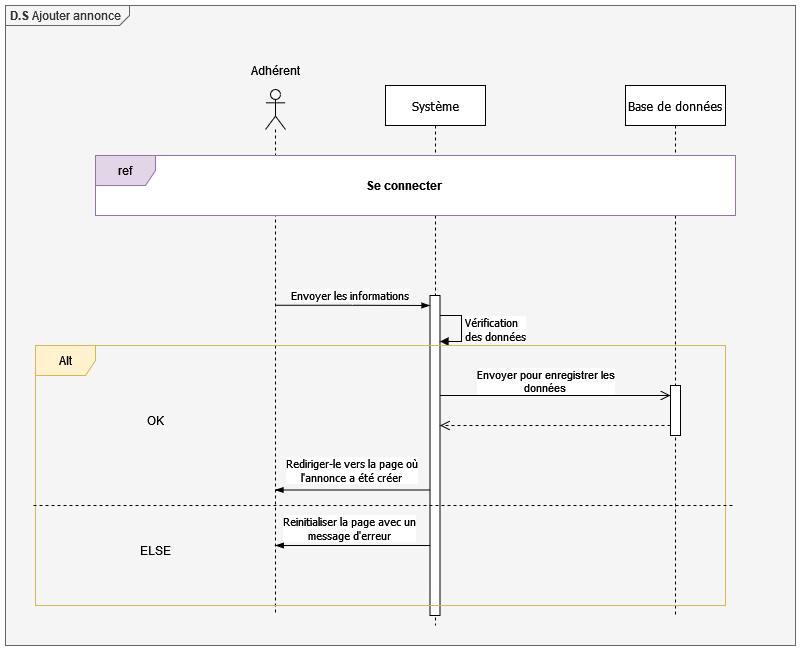 D.S Ajouter annonce
Adhérent
Système
Base de données
ref
Se connecter
Envoyer les informations
Vérification
des données
Alt
Envoyer pour enregistrer les
données
OK
Rediriger-le vers la page où
l'annonce a été créer
Reinitialiser la page avec un
message d'erreur
ELSE